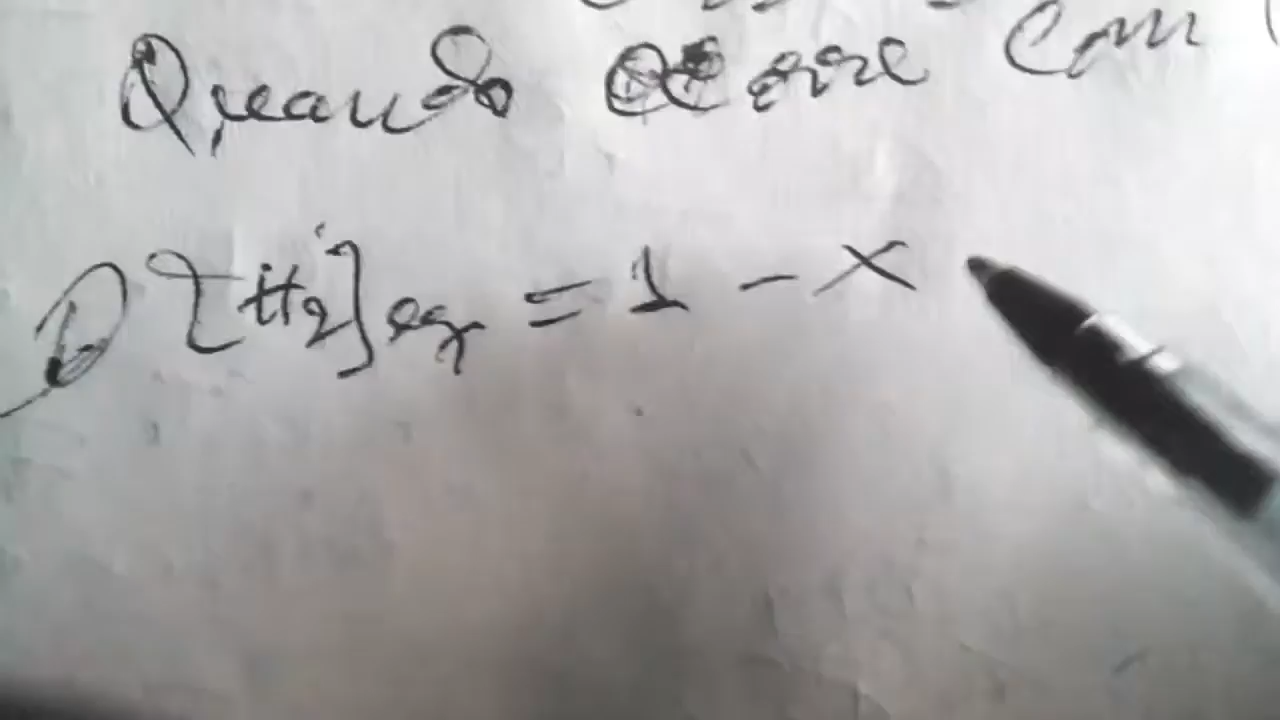 Quando ocorre com
D [H2]eq = 1 - X